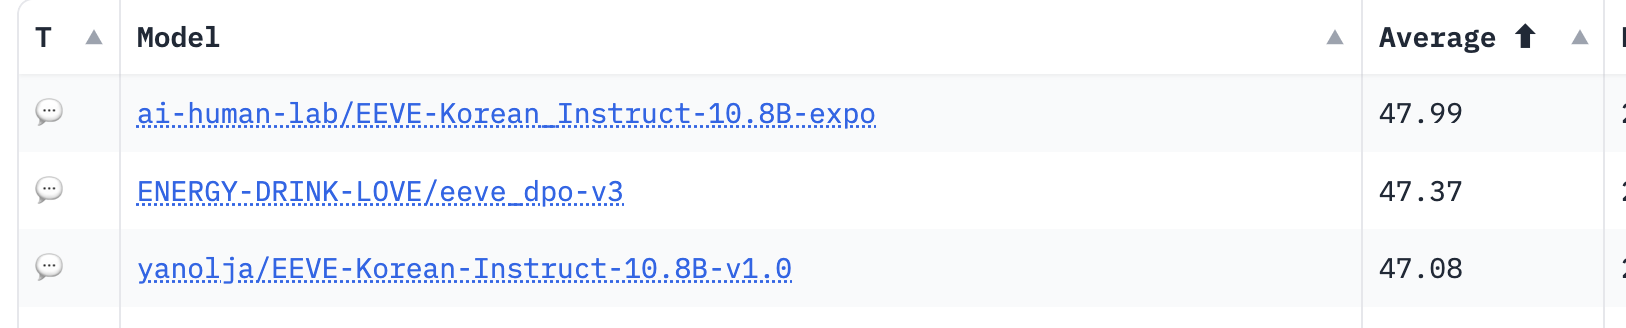 T Model Average ⬆
ai-human-lab/EEVE-Korean_Instruct-10.8B-expo 47.99
ENERGY-DRINK-LOVE/eeve_dpo-v3 47.37
yanolja/EEVE-Korean-Instruct-10.8B-v1.0 47.08